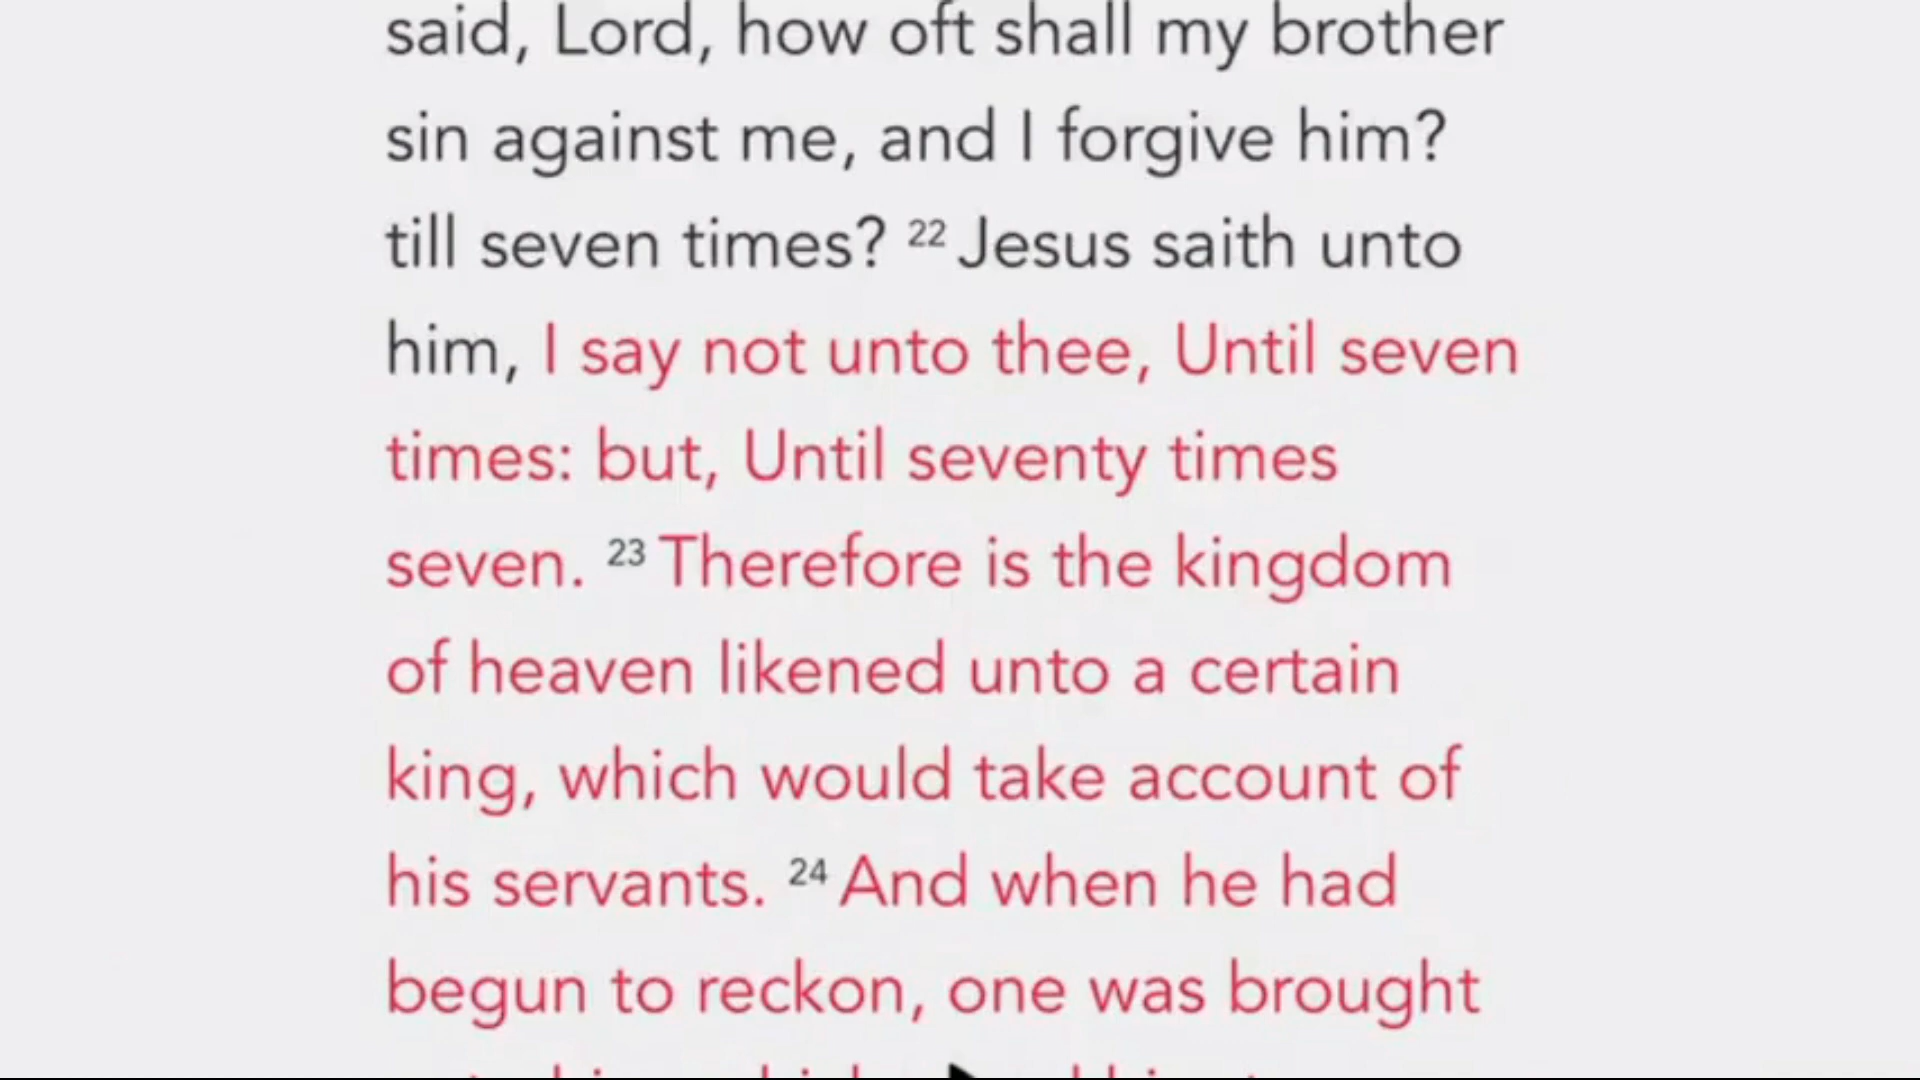 said, Lord, how oft shall my brother
sin against me, and I forgive him?
till seven times? 22 Jesus saith unto
him, I say not unto thee, Until seven
times: but, Until seventy times
seven. 23 Therefore is the kingdom
of heaven likened unto a certain
king, which would take account of
his servants. 24 And when he had
begun to reckon, one was brought